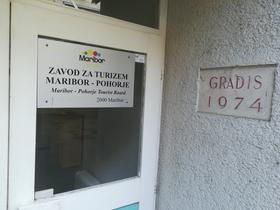 Maribor
ZAVOD ZA TURIZEM
MARIBOR - POHORJE
Maribor - Pohorje Tourist Board
2000 Maribor
GRADIS
1974